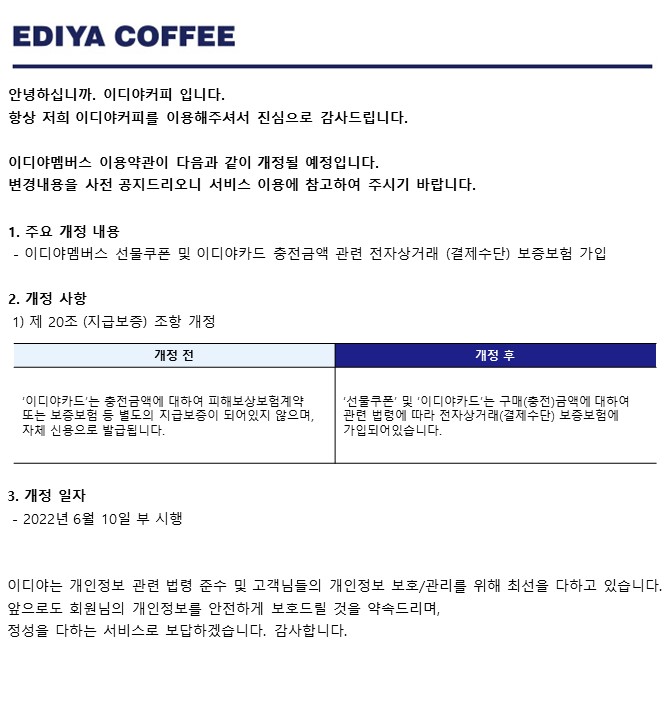 EDIYA COFFEE
안녕하십니까. 이디야커피 입니다.
항상 저희 이디야커피를 이용해주셔서 진심으로 감사드립니다.
이디야멤버스 이용약관이 다음과 같이 개정될 예정입니다.
변경내용을 사전 공지드리오니 서비스 이용에 참고하여 주시기 바랍니다.
1. 주요 개정 내용
- 이디야멤버스 선물쿠폰 및 이디야카드 충전금액 관련 전자상거래 (결제수단) 보증보험 가입
2. 개정 사항
1) 제 20조 (지급보증) 조항 개정
개정 전
‘이디야카드’는 충전금액에 대하여 피해보상보험계약
또는 보증보험 등 별도의 지급보증이 되어있지 않으며,
자체 신용으로 발급됩니다.
개정 후
‘선물쿠폰’ 및 ‘이디야카드’는 구매(충전)금액에 대하여
관련 법령에 따라 전자상거래(결제수단) 보증보험에
가입되어있습니다.
3. 개정 일자
- 2022년 6월 10일 부 시행
이디야는 개인정보 관련 법령 준수 및 고객님들의 개인정보 보호/관리를 위해 최선을 다하고 있습니다.
앞으로도 회원님의 개인정보를 안전하게 보호드릴 것을 약속드리며,
정성을 다하는 서비스로 보답하겠습니다. 감사합니다.